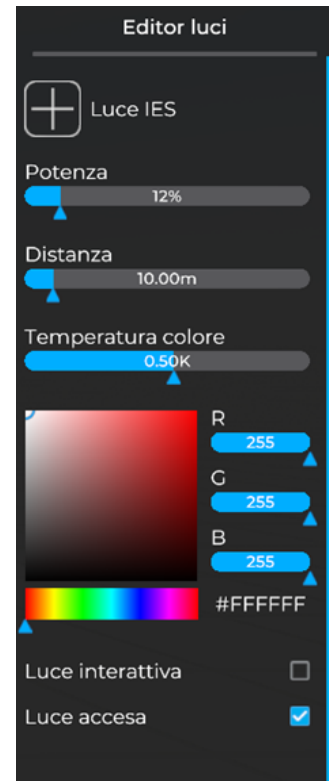 Editor luci
Luce IES
Potenza
12%
Distanza
10.00m
Temperatura colore
0.50K
R
255
G
255
B
255
#FFFFFF
Luce interattiva
Luce accesa